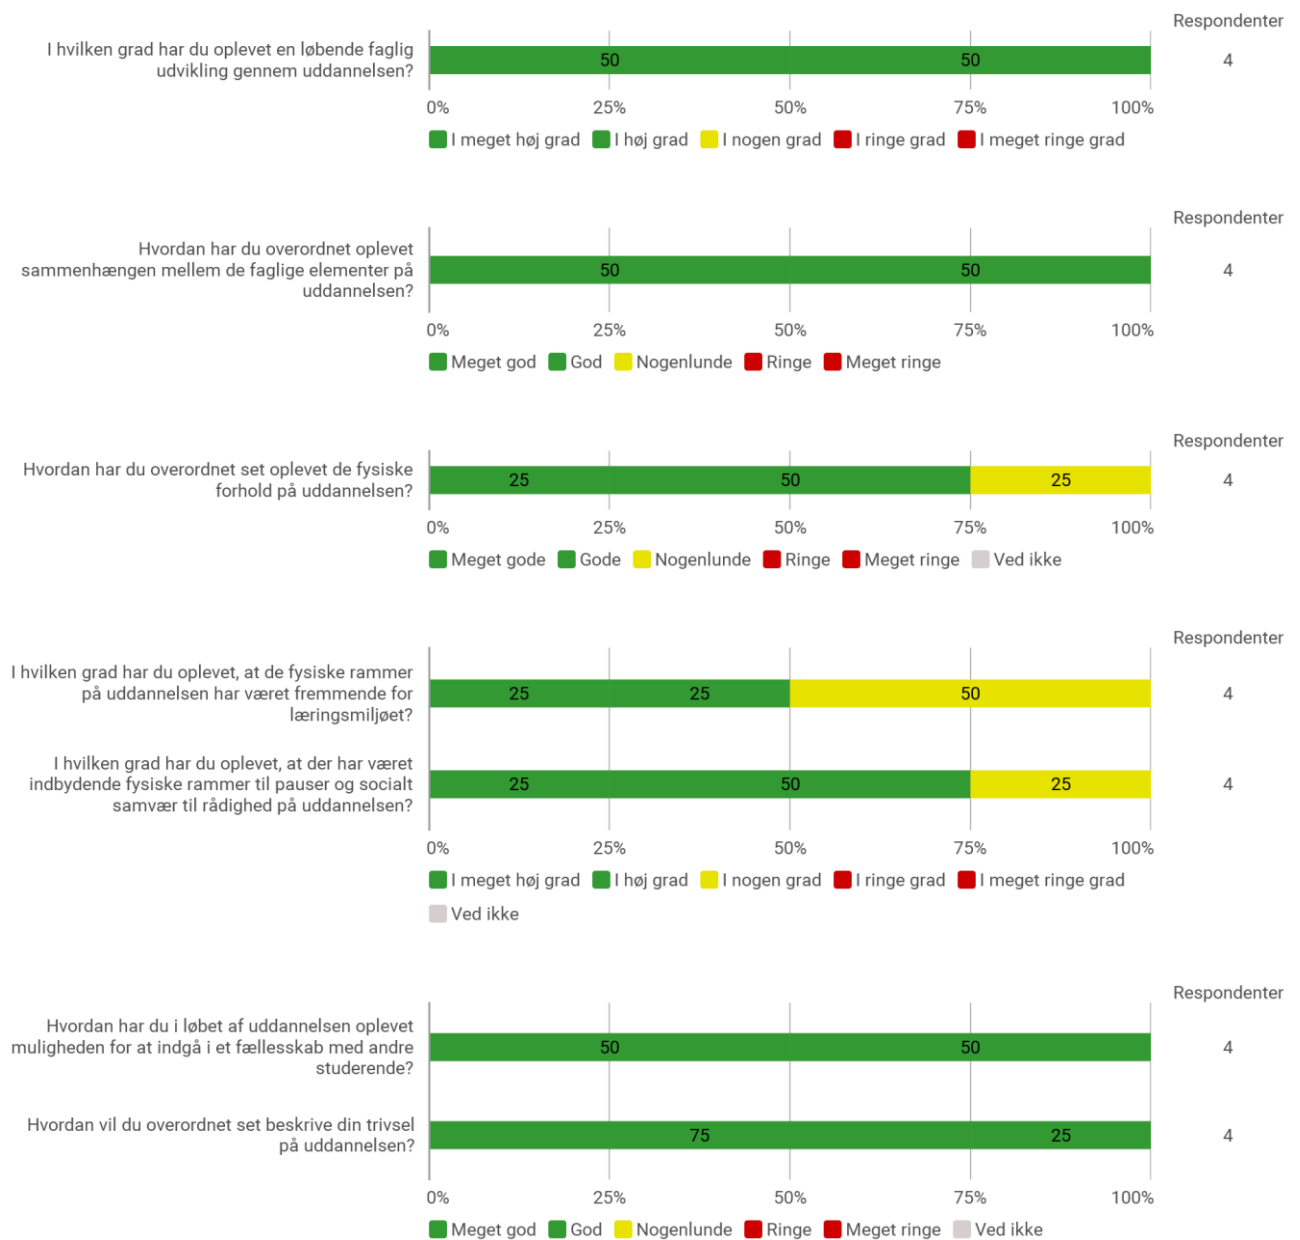 Respondenter
I hvilken grad har du oplevet en løbende faglig
udvikling gennem uddannelsen?
50 50 4
0% 25% 50% 75% 100%
I meget høj grad I høj grad I nogen grad I ringe grad I meget ringe grad
Respondenter
Hvordan har du overordnet oplevet
sammenhængen mellem de faglige elementer på
uddannelsen?
50 50 4
0% 25% 50% 75% 100%
Meget god God Nogenlunde Ringe Meget ringe
Respondenter
Hvordan har du overordnet set oplevet de fysiske
forhold på uddannelsen?
25 50 25 4
0% 25% 50% 75% 100%
Meget gode Gode Nogenlunde Ringe Meget ringe Ved ikke
Respondenter
I hvilken grad har du oplevet, at de fysiske rammer
på uddannelsen har været fremmende for
læringsmiljøet?
25 25 50 4
I hvilken grad har du oplevet, at der har været
indbydende fysiske rammer til pauser og socialt
samvær til rådighed på uddannelsen?
25 50 25 4
0% 25% 50% 75% 100%
I meget høj grad I høj grad I nogen grad I ringe grad I meget ringe grad
Ved ikke
Respondenter
Hvordan har du i løbet af uddannelsen oplevet
muligheden for at indgå i et fællesskab med andre
studerende?
50 50 4
Hvordan vil du overordnet set beskrive din trivsel
på uddannelsen?
75 25 4
0% 25% 50% 75% 100%
Meget god God Nogenlunde Ringe Meget ringe Ved ikke